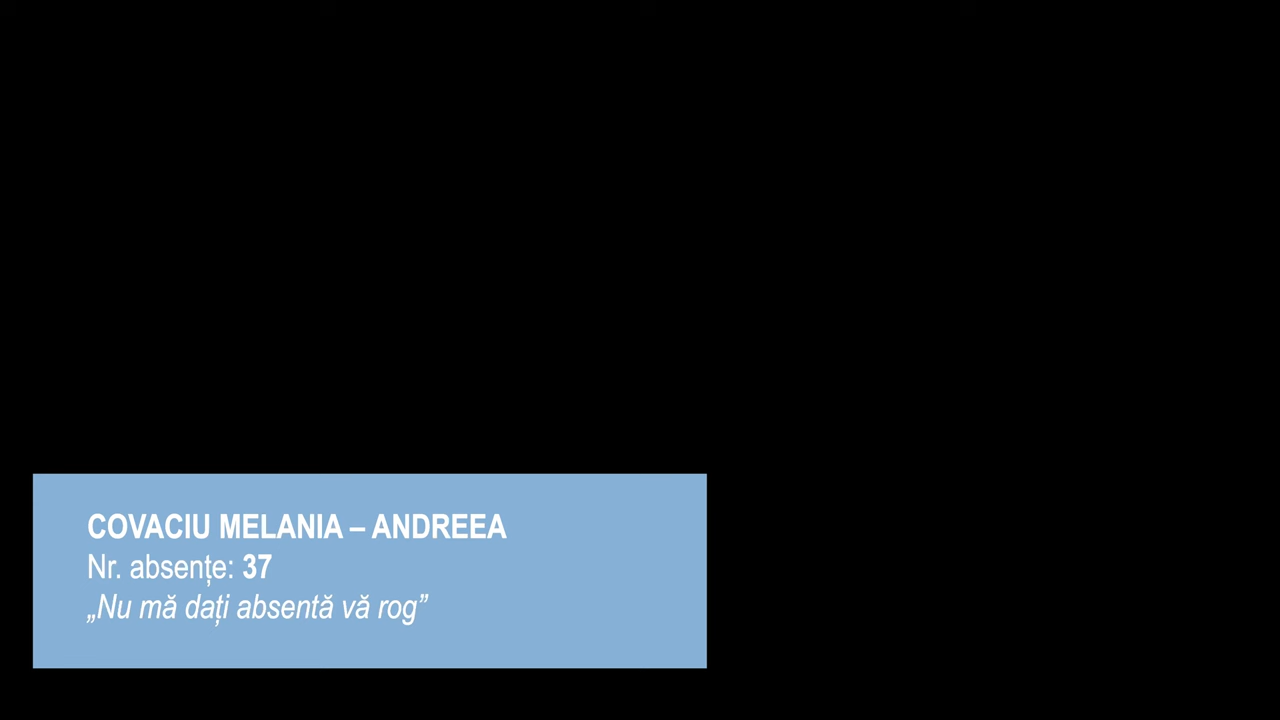 COVACIU MELANIA – ANDREEA
Nr. absențe: 37
„Nu mă dați absentă vă rog”